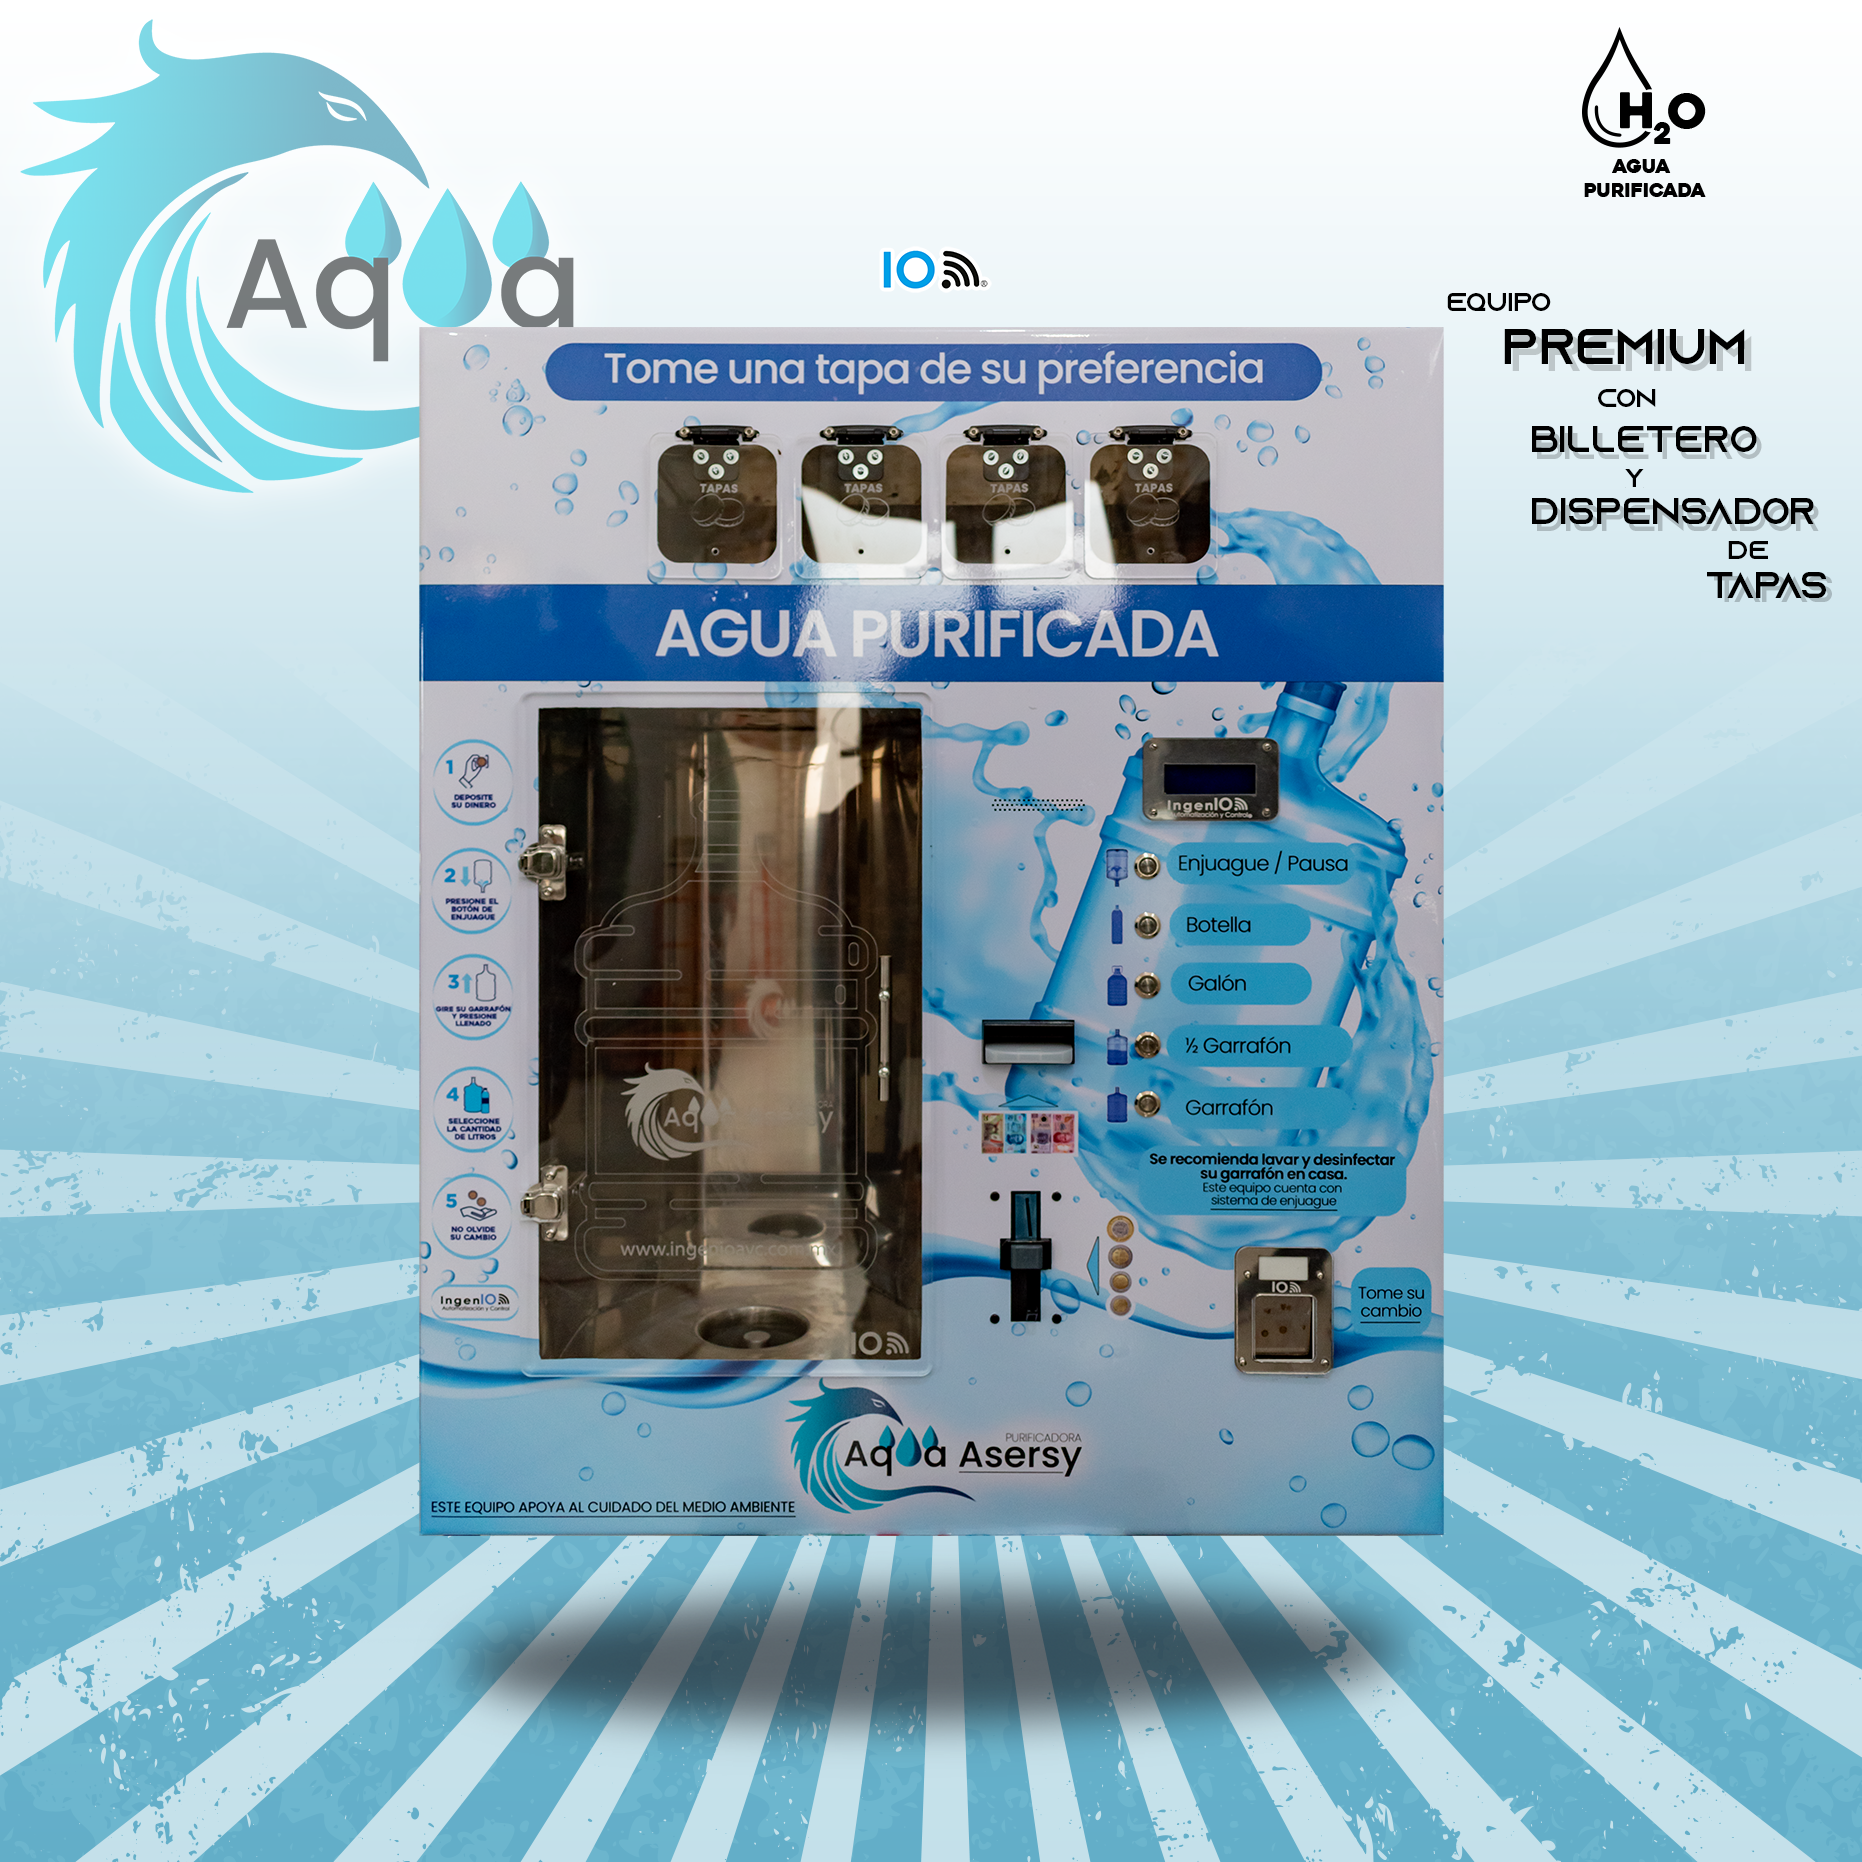 Aqua
H2O
AGUA
PURIFICADA
IO
EQUIPO
PREMIUM
CON
BILLETERO
Y
DISPENSADOR
DE
TAPAS
Tome una tapa de su preferencia
TAPAS
TAPAS
TAPAS
TAPAS
AGUA PURIFICADA
1
DEPOSITE
SU DINERO
2
PRESIONE EL
BOTÓN DE
ENJUAGUE
3
GIRE SU GARRAFÓN
Y PRESIONE
LLENADO
4
SELECCIONE
LA CANTIDAD
DE LITROS
5
NO OLVIDE
SU CAMBIO
IngenIO
Automatización y Control
www.ingenioavc.com.mx
IO
IngenIO
Automatización y Control
Enjuague / Pausa
Botella
Galón
½ Garrafón
Garrafón
Se recomienda lavar y desinfectar
su garrafón en casa.
Este equipo cuenta con
sistema de enjuague
IO
Tome su
cambio
PURIFICADORA
Aqua Asersy
ESTE EQUIPO APOYA AL CUIDADO DEL MEDIO AMBIENTE